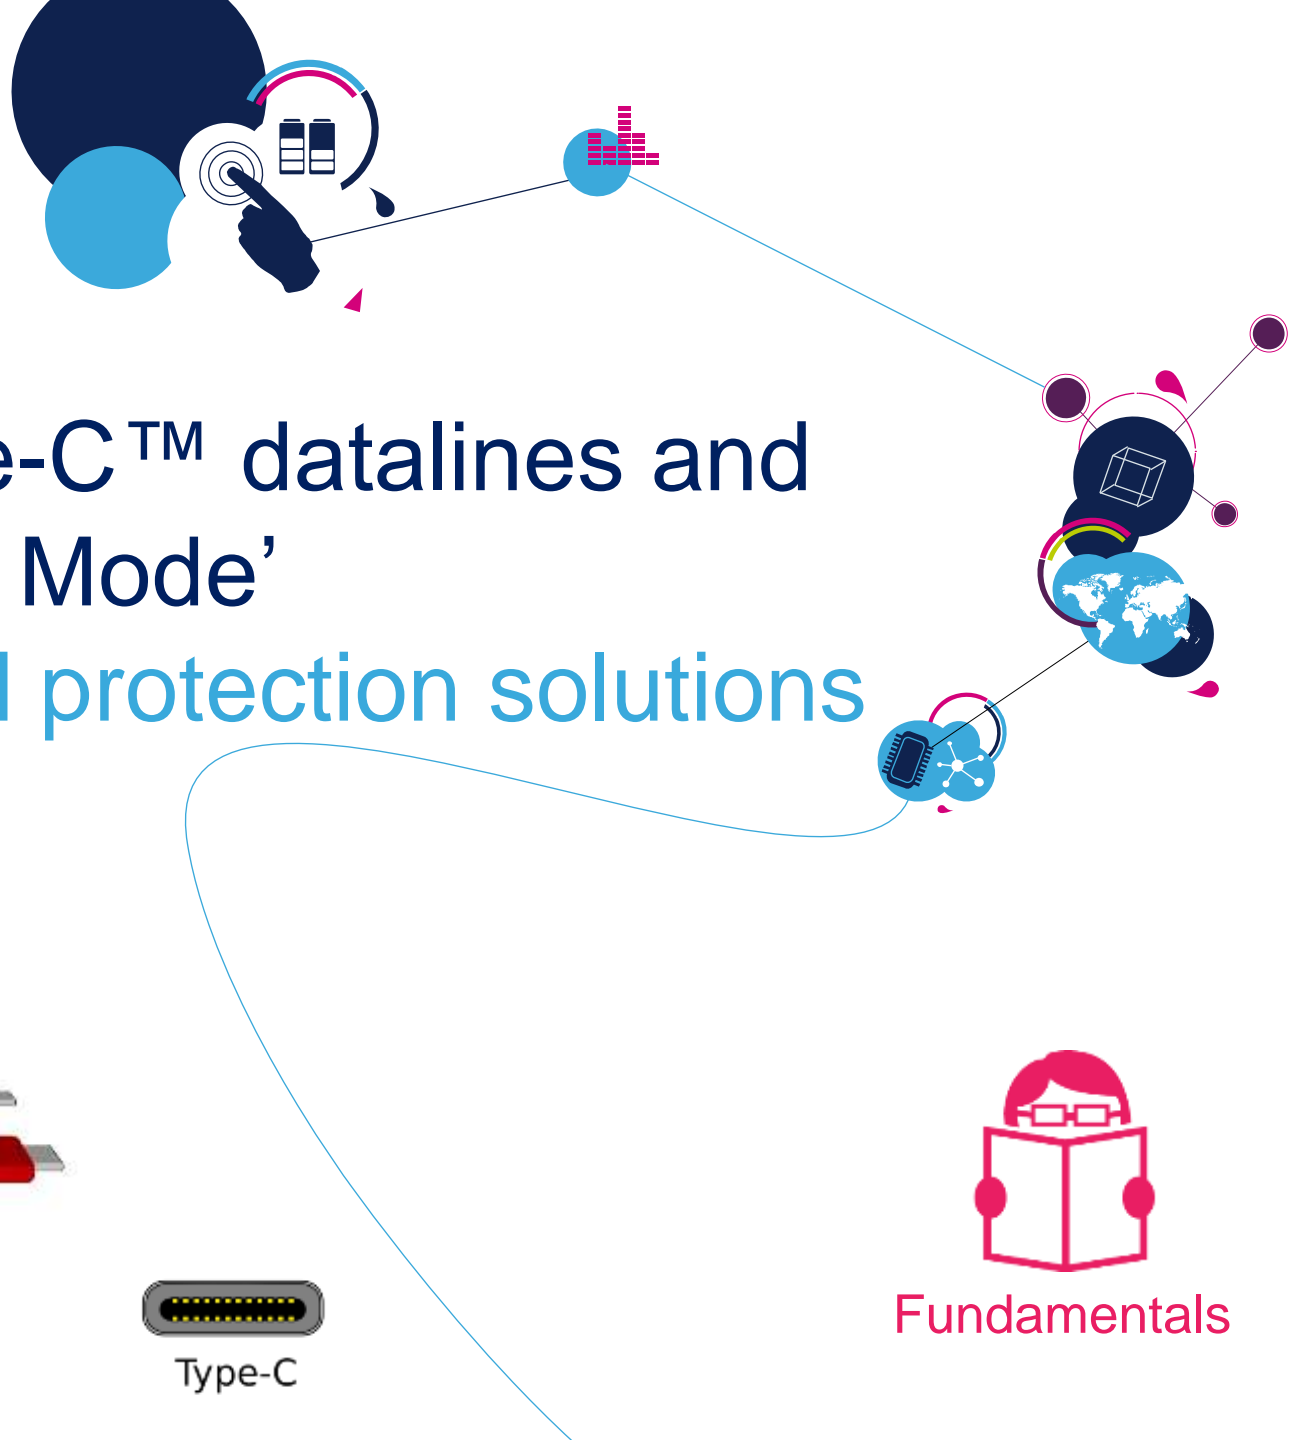 e-C™ datalines and
Mode’
protection solutions
Type-C
Fundamentals